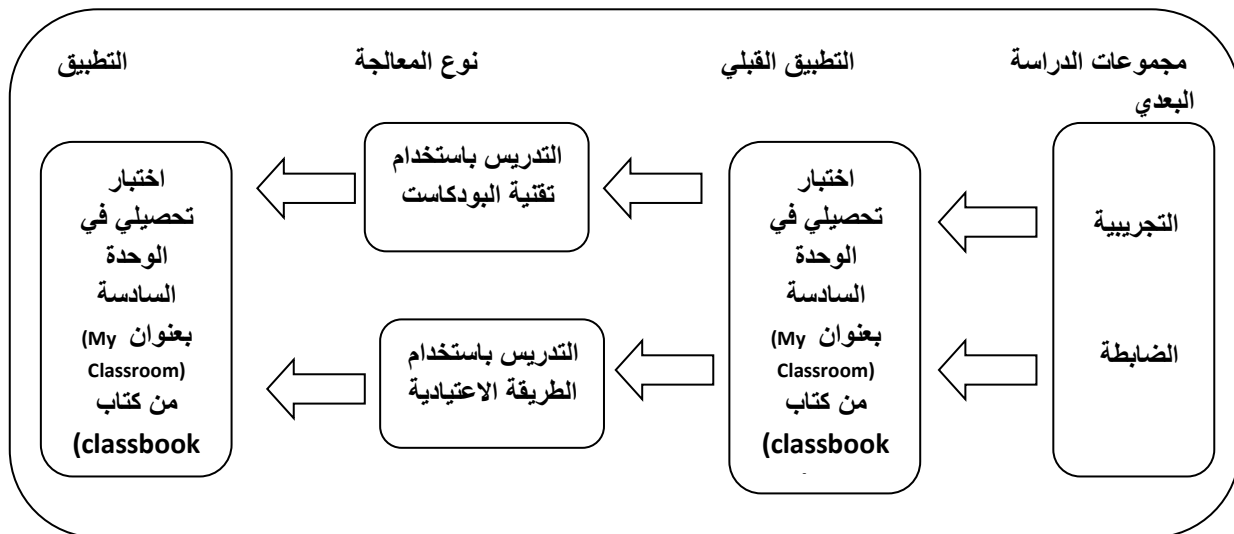 مجموعات الدراسة التطبيق القبلي نوع المعالجة التطبيق
البعدي
التجريبية
الضابطة
اختبار
تحصيلي في
الوحدة
السادسة
بعنوان (My
Classroom)
من كتاب
(classbook
التدريس باستخدام
تقنية البودكاست
التدريس باستخدام
الطريقة الاعتيادية
اختبار
تحصيلي في
الوحدة
السادسة
بعنوان (My
Classroom)
من كتاب
(classbook